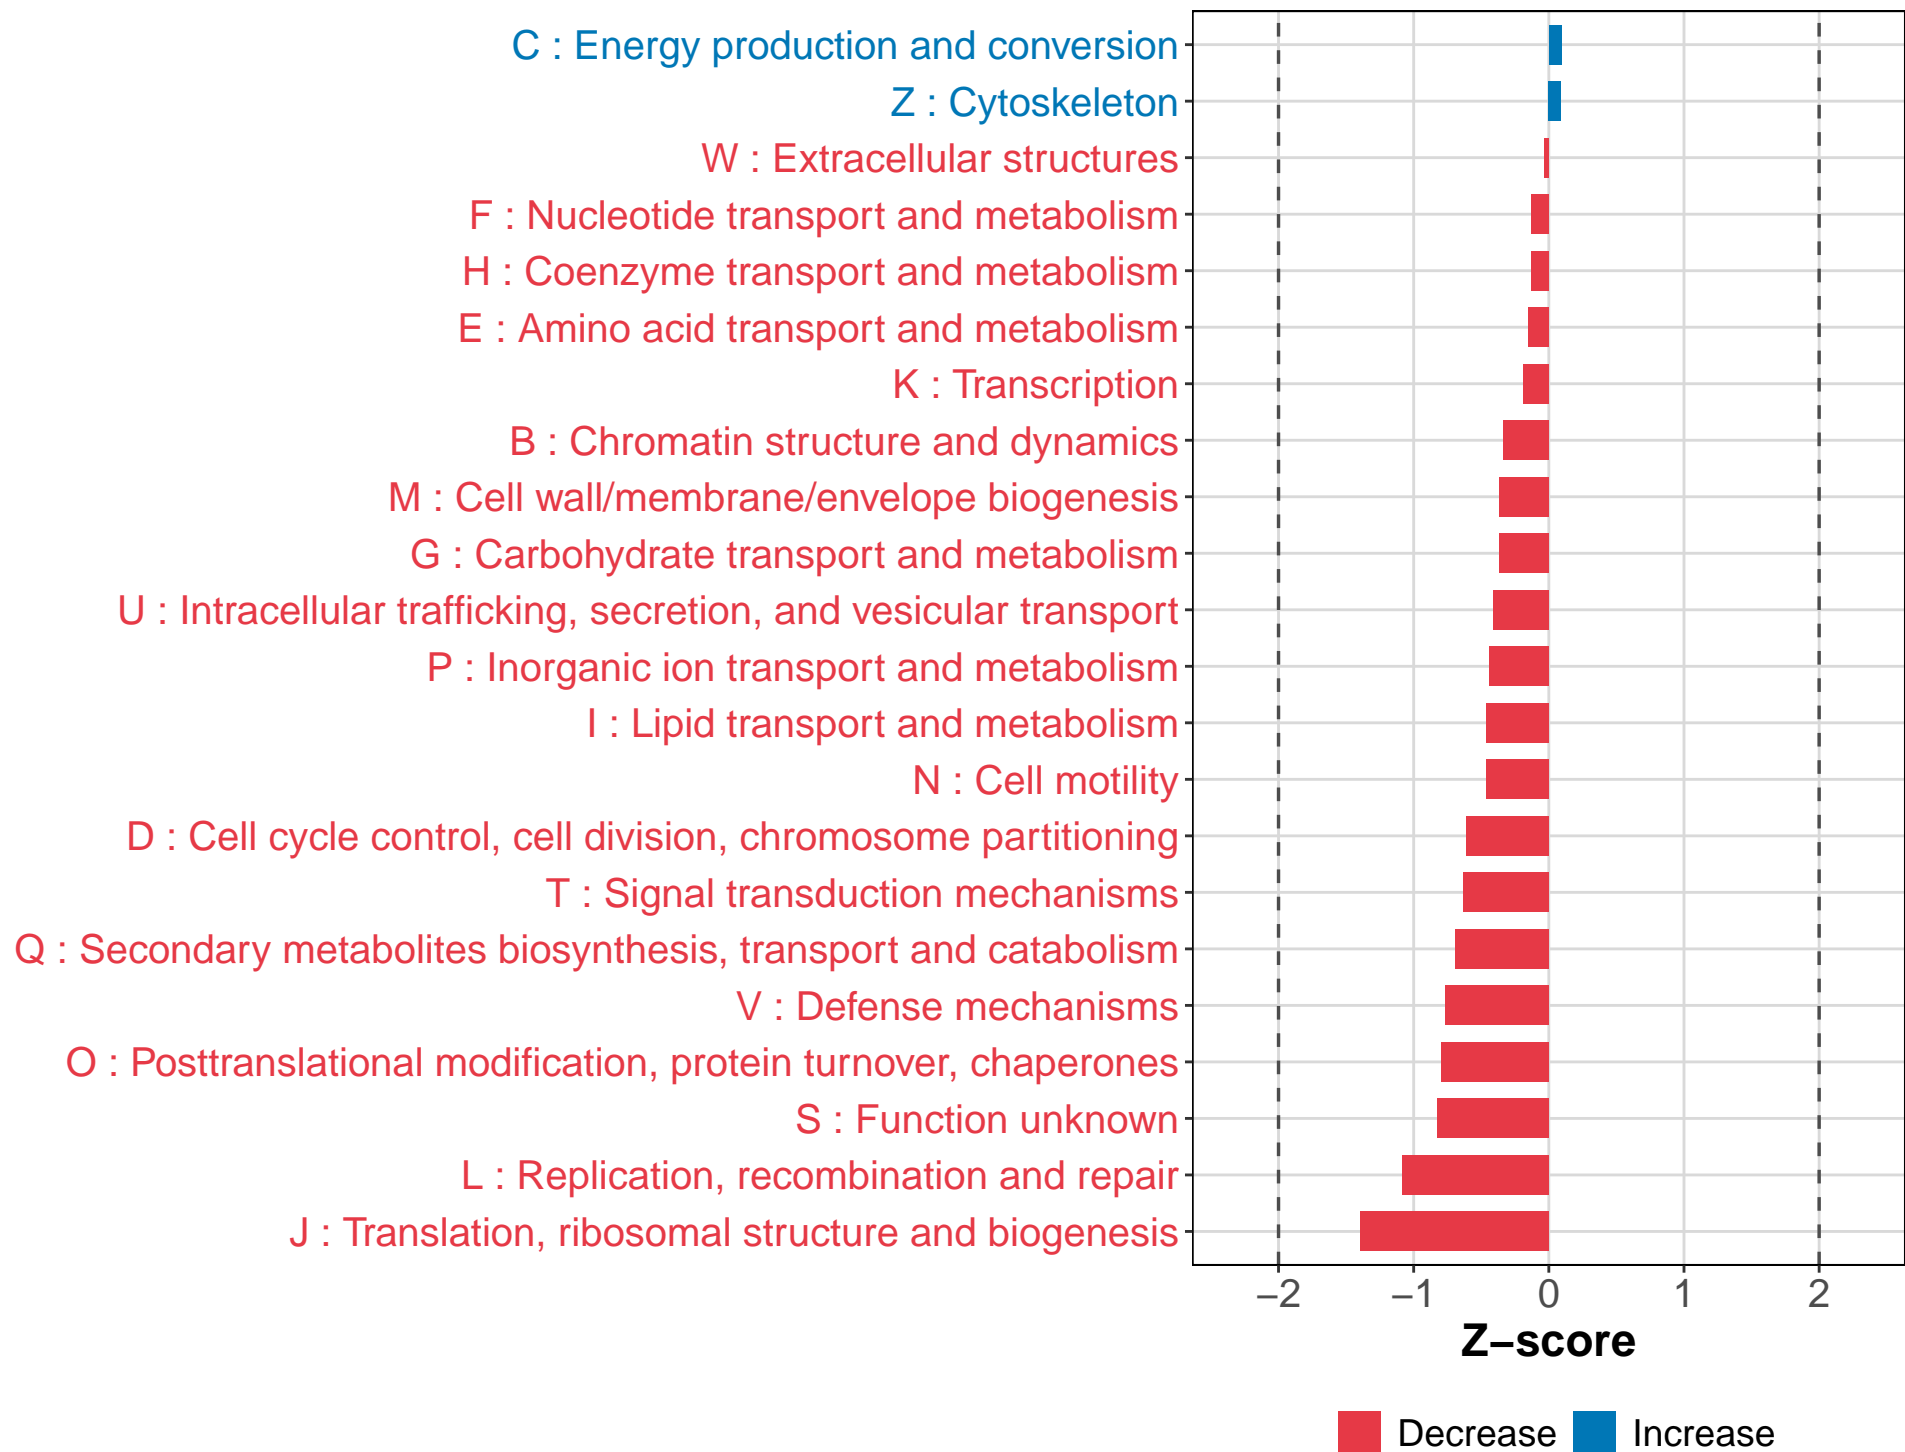 C : Energy production and conversion
Z : Cytoskeleton
W : Extracellular structures
F : Nucleotide transport and metabolism
H : Coenzyme transport and metabolism
E : Amino acid transport and metabolism
K : Transcription
B : Chromatin structure and dynamics
M : Cell wall/membrane/envelope biogenesis
G : Carbohydrate transport and metabolism
U : Intracellular trafficking, secretion, and vesicular transport
P : Inorganic ion transport and metabolism
I : Lipid transport and metabolism
N : Cell motility
D : Cell cycle control, cell division, chromosome partitioning
T : Signal transduction mechanisms
Q : Secondary metabolites biosynthesis, transport and catabolism
V : Defense mechanisms
O : Posttranslational modification, protein turnover, chaperones
S : Function unknown
L : Replication, recombination and repair
J : Translation, ribosomal structure and biogenesis
−2 −1 0 1 2
Z−score
Decrease Increase